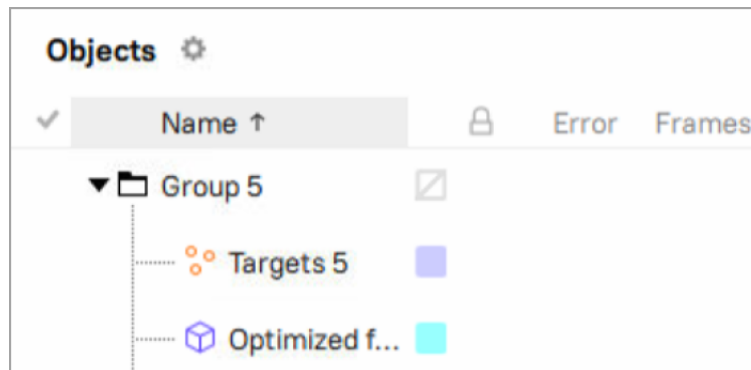 Objects
Name ↑ Error Frames
Group 5
Targets 5
Optimized f...